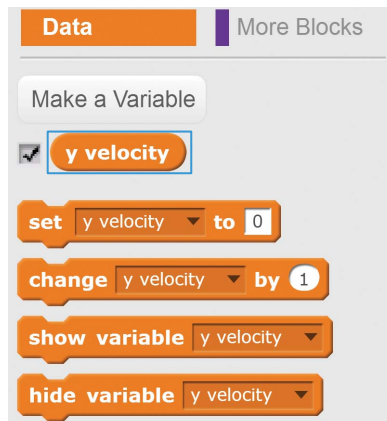 Data More Blocks
Make a Variable
y velocity
set y velocity to 0
change y velocity by 1
show variable y velocity
hide variable y velocity